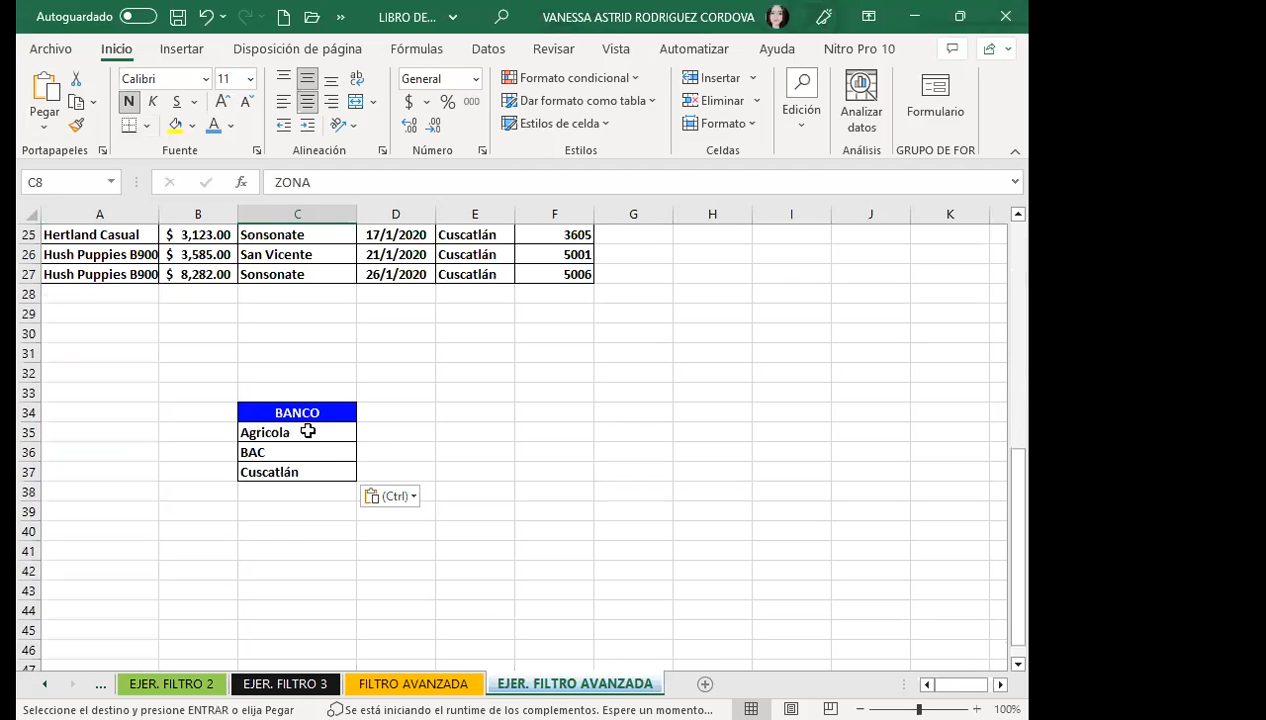 Autoguardado LIBRO DE... VANESSA ASTRID RODRIGUEZ CORDOVA
Archivo Inicio Insertar Disposición de página Fórmulas Datos Revisar Vista Automatizar Ayuda Nitro Pro 10
Calibri 11 General Formato condicional Insertar
Pegar N K S $ % 000 Dar formato como tabla Eliminar Edición Analizar datos Formulario
Estilos de celda Formato
Portapapeles Fuente Alineación Número Estilos Celdas Análisis GRUPO DE FOR
C8 fx ZONA
A B C D E F G H I J K
25 Hertland Casual $ 3,123.00 Sonsonate 17/1/2020 Cuscatlán 3605
26 Hush Puppies B900 $ 3,585.00 San Vicente 21/1/2020 Cuscatlán 5001
27 Hush Puppies B900 $ 8,282.00 Sonsonate 26/1/2020 Cuscatlán 5006
28
29
30
31
32
33
34 BANCO
35 Agricola
36 BAC
37 Cuscatlán
38 (Ctrl)
39
40
41
42
43
44
45
46
47
... EJER. FILTRO 2 EJER. FILTRO 3 FILTRO AVANZADA EJER. FILTRO AVANZADA
Seleccione el destino y presione ENTRAR o elija Pegar Se está iniciando el runtime de los complementos. Espere un momento... 100%